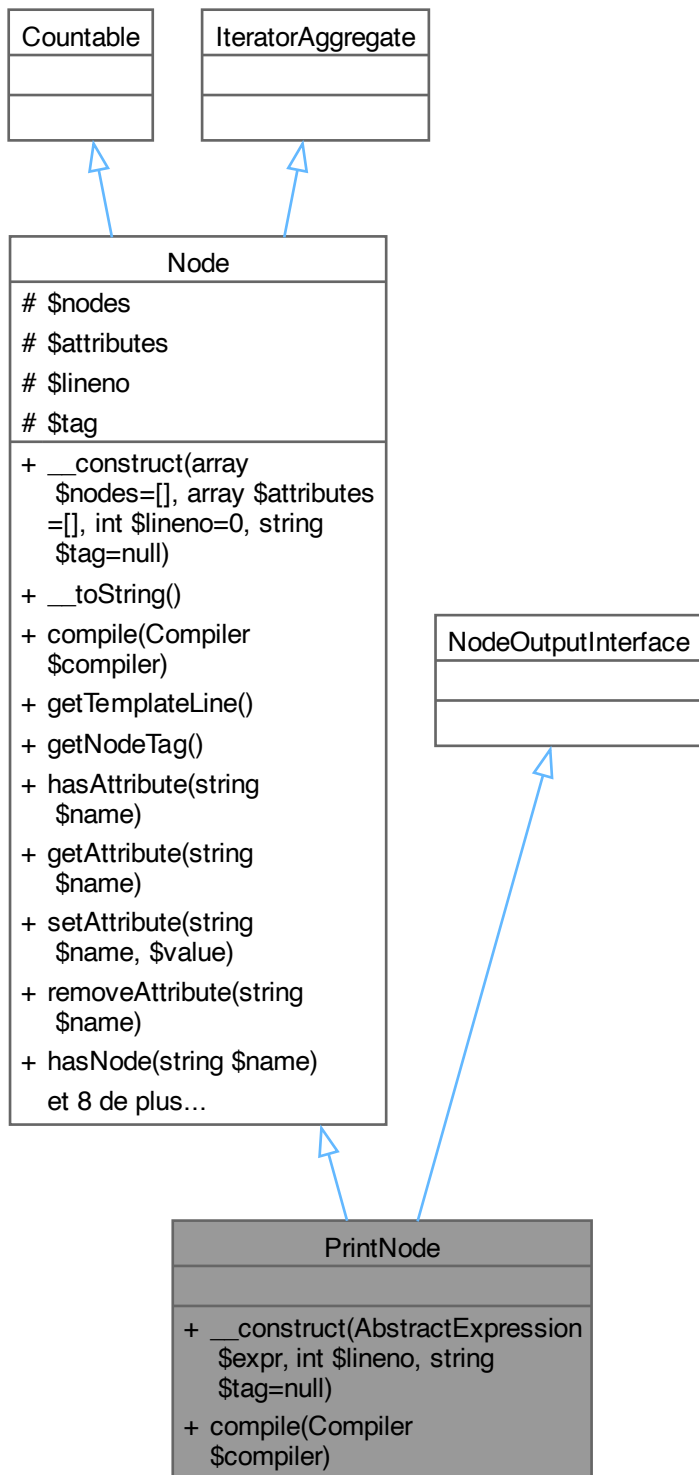 Countable
IteratorAggregate
Node
# $nodes
# $attributes
# $lineno
# $tag
+ __construct(array
$nodes=[], array $attributes
=[], int $lineno=0, string
$tag=null)
+ __toString()
+ compile(Compiler
$compiler)
+ getTemplateLine()
+ getNodeTag()
+ hasAttribute(string
$name)
+ getAttribute(string
$name)
+ setAttribute(string
$name, $value)
+ removeAttribute(string
$name)
+ hasNode(string $name)
et 8 de plus...
NodeOutputInterface
PrintNode
+ __construct(AbstractExpression
$expr, int $lineno, string
$tag=null)
+ compile(Compiler
$compiler)